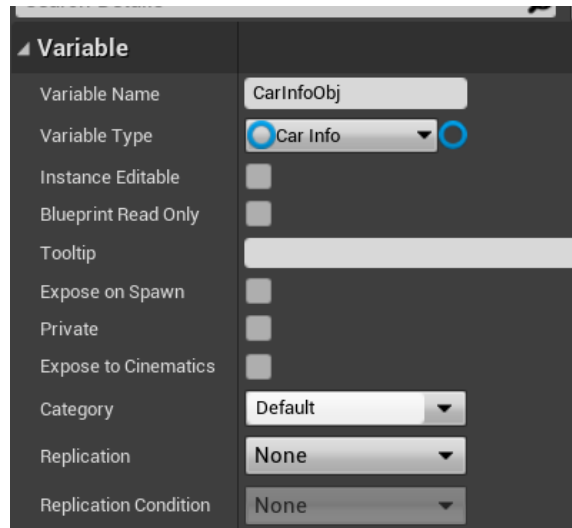 Variable
Variable Name CarInfoObj
Variable Type Car Info
Instance Editable
Blueprint Read Only
Tooltip
Expose on Spawn
Private
Expose to Cinematics
Category Default
Replication None
Replication Condition None